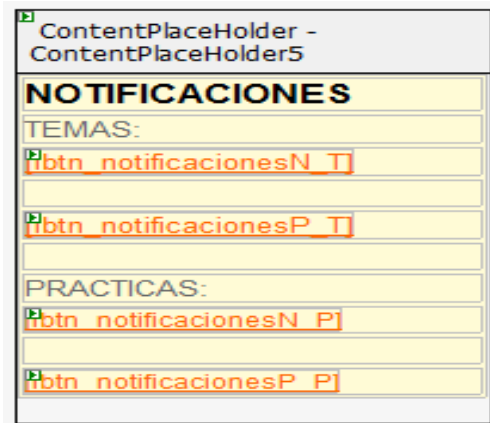 ContentPlaceHolder -
ContentPlaceHolder5
NOTIFICACIONES
TEMAS:
[lbtn_notificacionesN_T]
[lbtn_notificacionesP_T]
PRACTICAS:
[lbtn_notificacionesN_P]
[lbtn_notificacionesP_P]